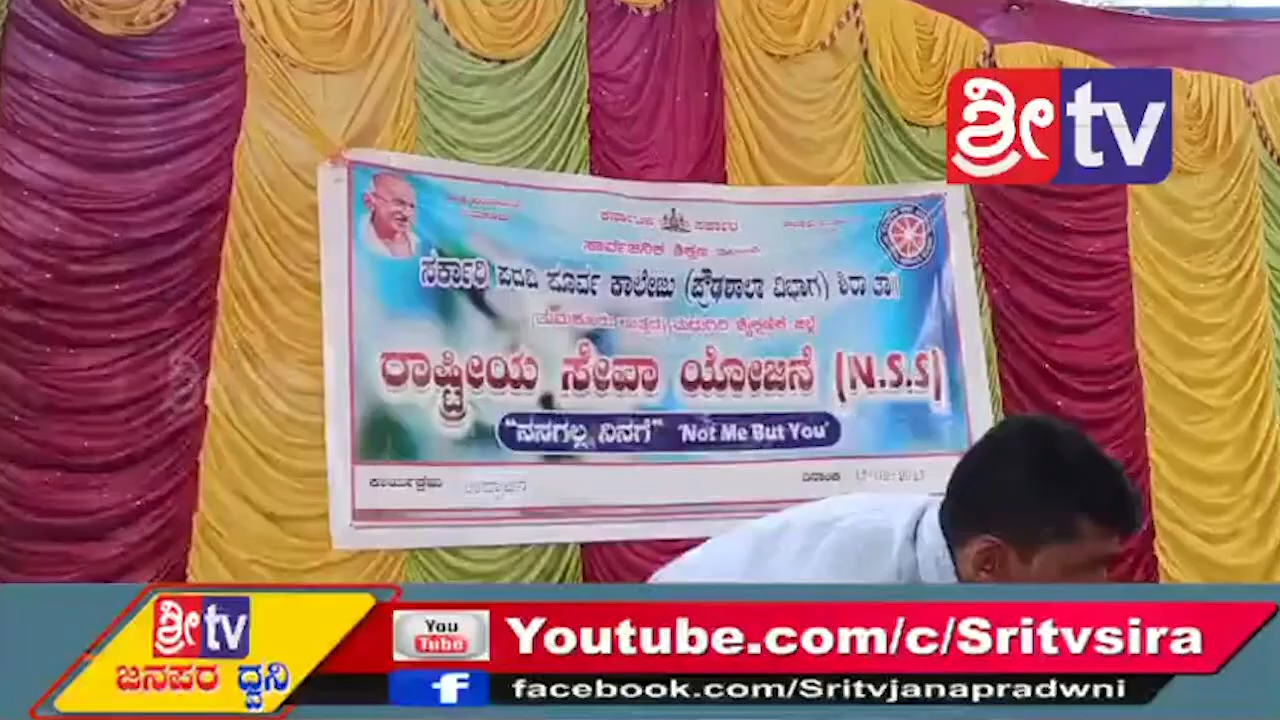 ಶ್ರೀ tv
ಕರ್ನಾಟಕ ಸರ್ಕಾರ
ಸಾರ್ವಜನಿಕ ಶಿಕ್ಷಣ
ಸರ್ಕಾರಿ ಪದವಿ ಪೂರ್ವ ಕಾಲೇಜು (ಪ್ರೌಢಶಾಲಾ ವಿಭಾಗ) ಶಿರಾ ತಾ||
ರಾಷ್ಟ್ರೀಯ ಸೇವಾ ಯೋಜನೆ (N.S.S)
"ನನಗಲ್ಲ ನಿನಗೆ" 'Not Me But You'
ಕಾರ್ಯಕ್ರಮ ದಿನಾಂಕ
ಶ್ರೀ tv
ಜನಪರ ಧ್ವನಿ
You Tube Youtube.com/c/Sritvsira
f facebook.com/Sritvjanapradwni